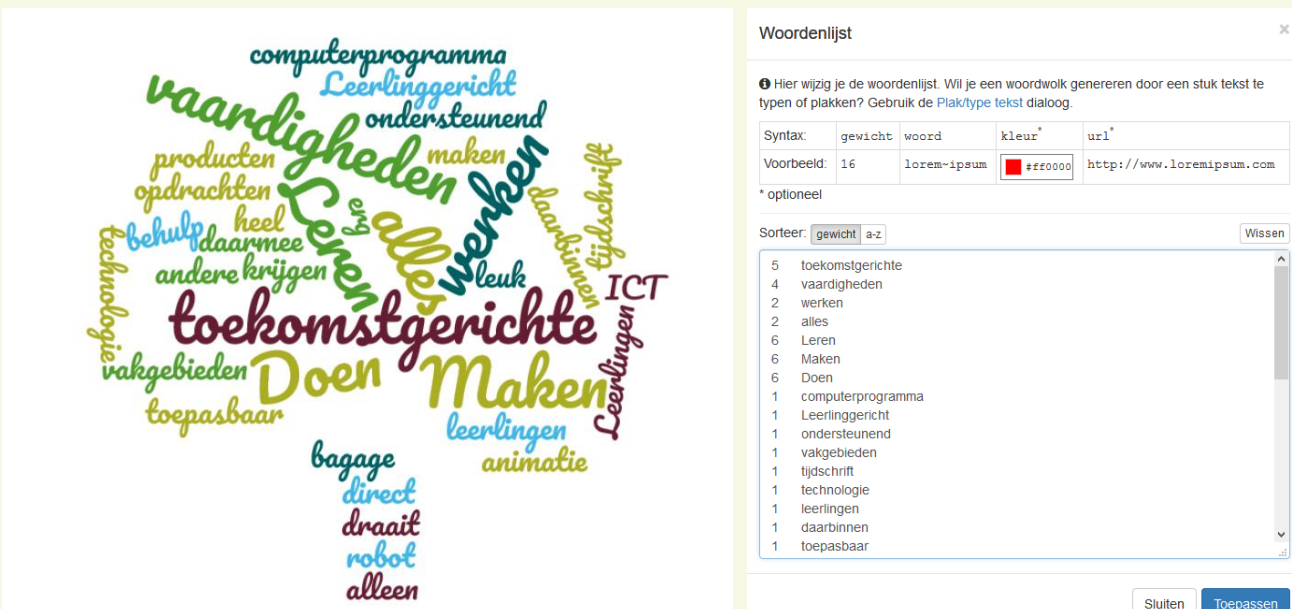 computerprogramma
Leerlinggericht
vaardigheden
ondersteunend
werken
producten
maken
tijdschrift
opdrachten
Leren
erg
alles
daarbinnen
behulp
heel
daarmee
technologie
andere
krijgen
leuk
ICT
toekomstgerichte
Leerlingen
vakgebieden
Doen
Maken
toepasbaar
leerlingen
bagage
animatie
direct
draait
robot
alleen
Woordenlijst
×
Hier wijzig je de woordenlijst. Wil je een woordwolk genereren door een stuk tekst te
typen of plakken? Gebruik de Plak/type tekst dialoog.
Syntax: gewicht woord kleur* url*
Voorbeeld: 16 lorem~ipsum #ff0000 http://www.loremipsum.com
* optioneel
Sorteer: gewicht a-z Wissen
5 toekomstgerichte
4 vaardigheden
2 werken
2 alles
6 Leren
6 Maken
6 Doen
1 computerprogramma
1 Leerlinggericht
1 ondersteunend
1 vakgebieden
1 tijdschrift
1 technologie
1 leerlingen
1 daarbinnen
1 toepasbaar
Sluiten Toepassen